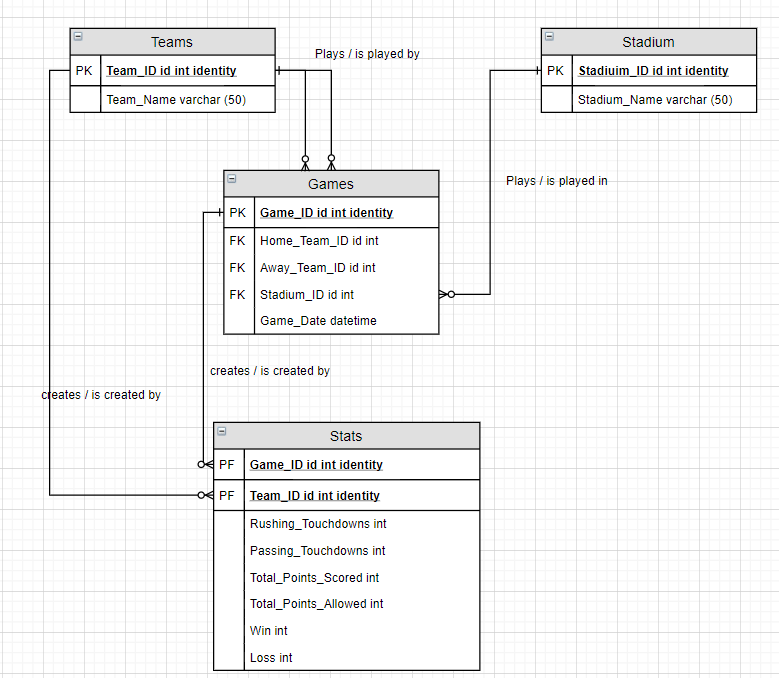 Teams
PK Team_ID id int identity
Team_Name varchar (50)
Plays / is played by
Stadium
PK Stadiuim_ID id int identity
Stadium_Name varchar (50)
Plays / is played in
Games
PK Game_ID id int identity
FK Home_Team_ID id int
FK Away_Team_ID id int
FK Stadium_ID id int
Game_Date datetime
creates / is created by
creates / is created by
Stats
PF Game_ID id int identity
PF Team_ID id int identity
Rushing_Touchdowns int
Passing_Touchdowns int
Total_Points_Scored int
Total_Points_Allowed int
Win int
Loss int